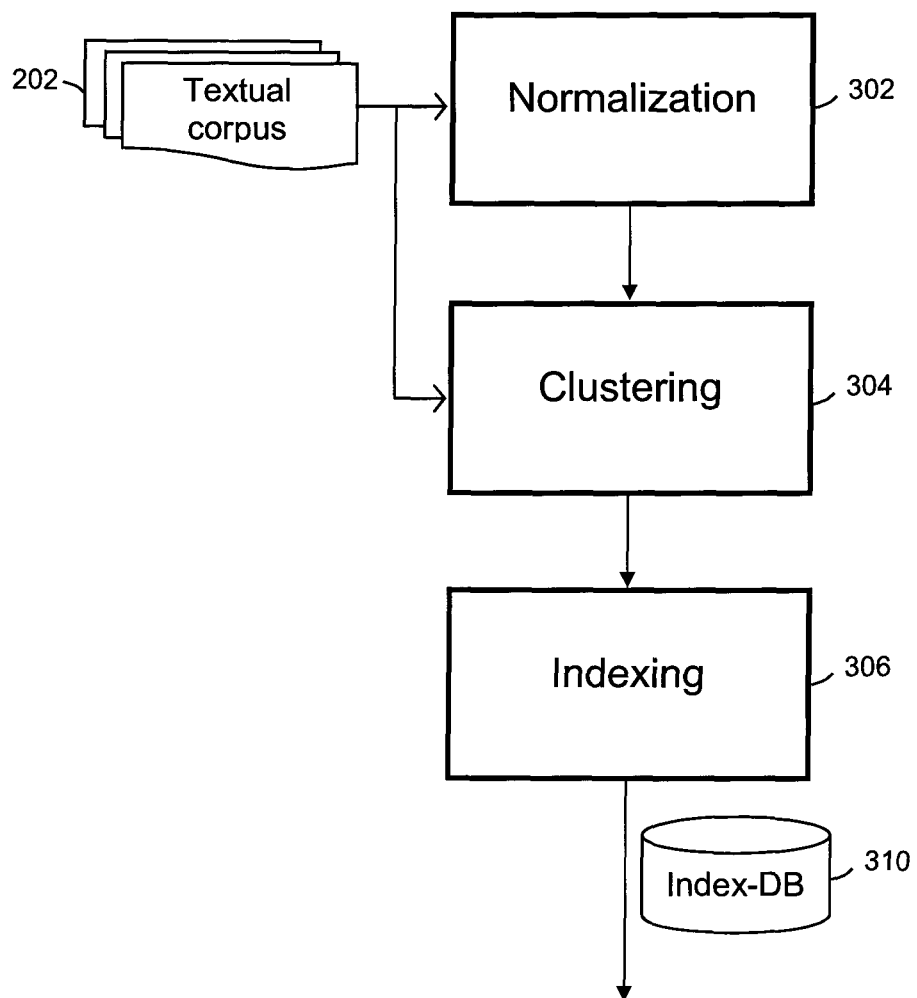 202
Textual
corpus
Normalization
302
Clustering
304
Indexing
306
Index-DB
310